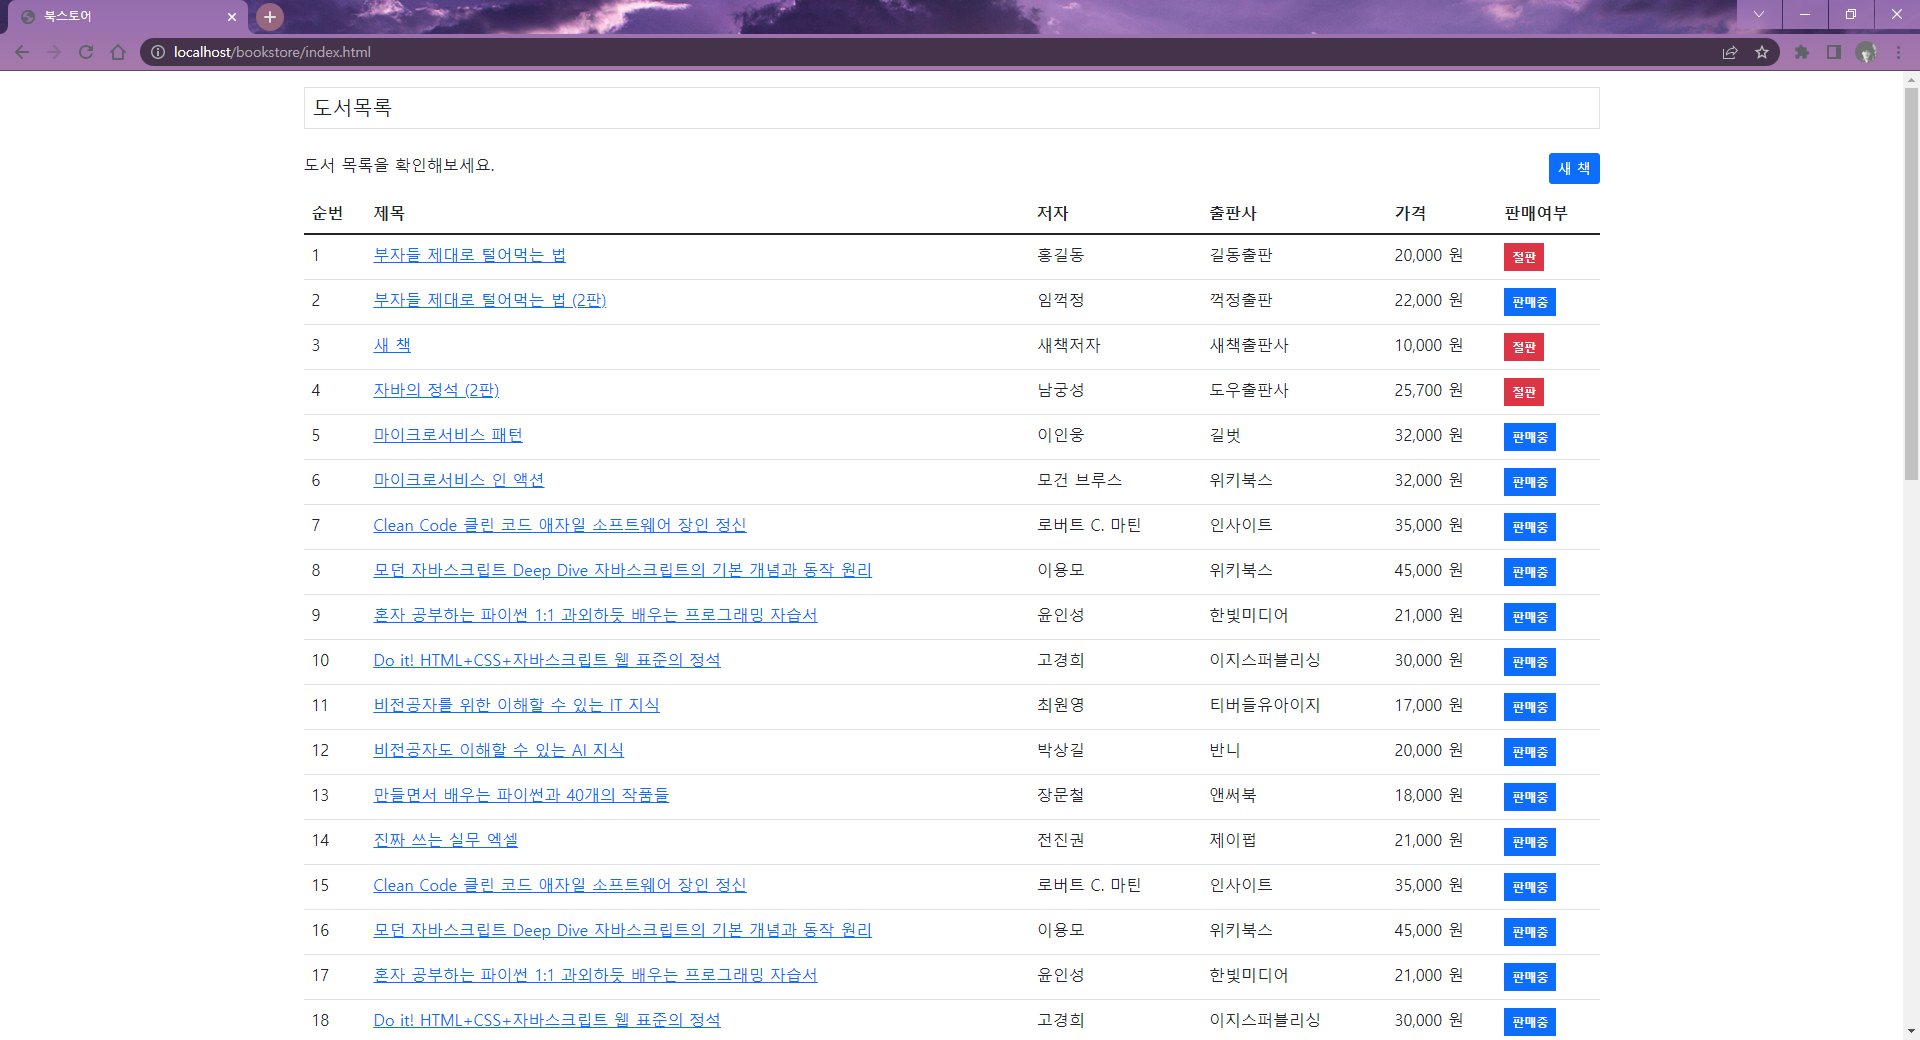 북스토어
localhost/bookstore/index.html
도서목록
도서 목록을 확인해보세요. 새 책
순번 제목 저자 출판사 가격 판매여부
1 부자들 제대로 털어먹는 법 홍길동 길동출판 20,000 원 절판
2 부자들 제대로 털어먹는 법 (2판) 임꺽정 꺽정출판 22,000 원 판매중
3 새 책 새책저자 새책출판사 10,000 원 절판
4 자바의 정석 (2판) 남궁성 도우출판사 25,700 원 절판
5 마이크로서비스 패턴 이인웅 길벗 32,000 원 판매중
6 마이크로서비스 인 액션 모건 브루스 위키북스 32,000 원 판매중
7 Clean Code 클린 코드 애자일 소프트웨어 장인 정신 로버트 C. 마틴 인사이트 35,000 원 판매중
8 모던 자바스크립트 Deep Dive 자바스크립트의 기본 개념과 동작 원리 이용모 위키북스 45,000 원 판매중
9 혼자 공부하는 파이썬 1:1 과외하듯 배우는 프로그래밍 자습서 윤인성 한빛미디어 21,000 원 판매중
10 Do it! HTML+CSS+자바스크립트 웹 표준의 정석 고경희 이지스퍼블리싱 30,000 원 판매중
11 비전공자를 위한 이해할 수 있는 IT 지식 최원영 티버들유아이지 17,000 원 판매중
12 비전공자도 이해할 수 있는 AI 지식 박상길 반니 20,000 원 판매중
13 만들면서 배우는 파이썬과 40개의 작품들 장문철 앤써북 18,000 원 판매중
14 진짜 쓰는 실무 엑셀 전진권 제이펍 21,000 원 판매중
15 Clean Code 클린 코드 애자일 소프트웨어 장인 정신 로버트 C. 마틴 인사이트 35,000 원 판매중
16 모던 자바스크립트 Deep Dive 자바스크립트의 기본 개념과 동작 원리 이용모 위키북스 45,000 원 판매중
17 혼자 공부하는 파이썬 1:1 과외하듯 배우는 프로그래밍 자습서 윤인성 한빛미디어 21,000 원 판매중
18 Do it! HTML+CSS+자바스크립트 웹 표준의 정석 고경희 이지스퍼블리싱 30,000 원 판매중